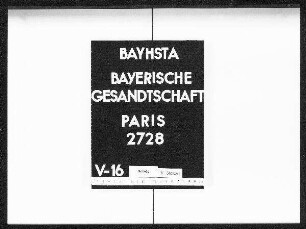 BAYHSTA
BAYERISCHE
GESANDTSCHAFT
PARIS
2728
V-16